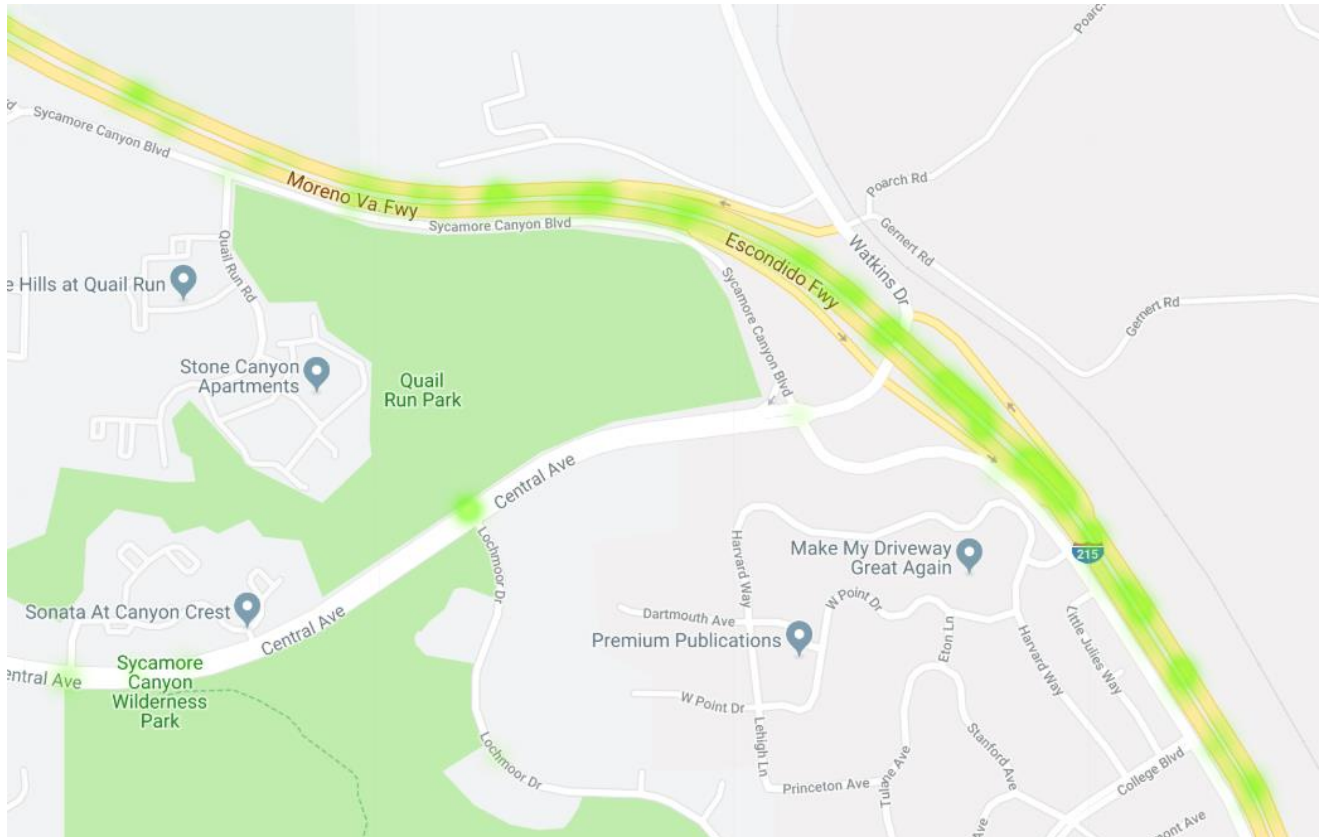 Poarch Rd
Sycamore Canyon Blvd
Moreno Va Fwy
Sycamore Canyon Blvd
Poarch Rd
Gernert Rd
Escondido Fwy
Watkins Dr
Quail Run Rd
e Hills at Quail Run
Sycamore Canyon Blvd
Gernert Rd
Stone Canyon
Apartments
Quail
Run Park
Central Ave
Lochmoor Dr
Harvard Way
Make My Driveway
Great Again
215
W Point Dr
Sonata At Canyon Crest
Central Ave
Dartmouth Ave
Premium Publications
Eton Ln
Little Julies Way
Harvard Way
entral Ave
Sycamore
Canyon
Wilderness
Park
W Point Dr
Lehigh Ln
Stanford Ave
Lochmoor Dr
Princeton Ave
Tulane Ave
College Blvd
mont Ave